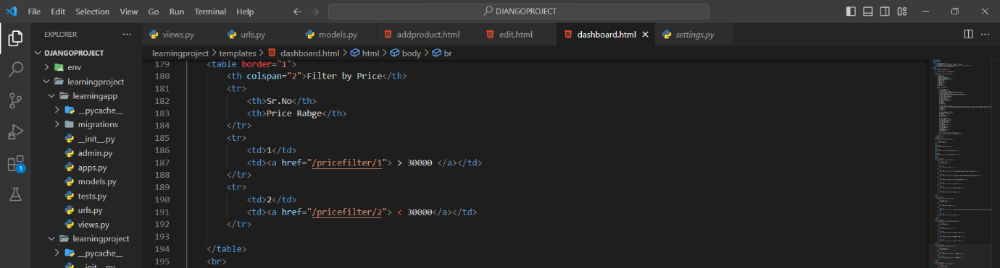 File Edit Selection View Go Run Terminal Help
DJANGOPROJECT
EXPLORER
views.py urls.py models.py addproduct.html edit.html dashboard.html settings.py
learningproject > templates > dashboard.html > html > body > br
DJANGOPROJECT
env
learningproject
learningapp
__pycache__
migrations
__init__.py
admin.py
apps.py
models.py
tests.py
urls.py
views.py
learningproject
__pycache__
__init__.py
1
179 <table border="1">
180 <th colspan="2">Filter by Price</th>
181 <tr>
182 <th>Sr.No</th>
183 <th>Price Rabge</th>
184 </tr>
185 <tr>
186 <td>1</td>
187 <td><a href="/pricefilter/1"> > 30000 </a></td>
188 </tr>
189 <tr>
190 <td>2</td>
191 <td><a href="/pricefilter/2"> < 30000</a></td>
192 </tr>
193
194 </table>
195 <br>